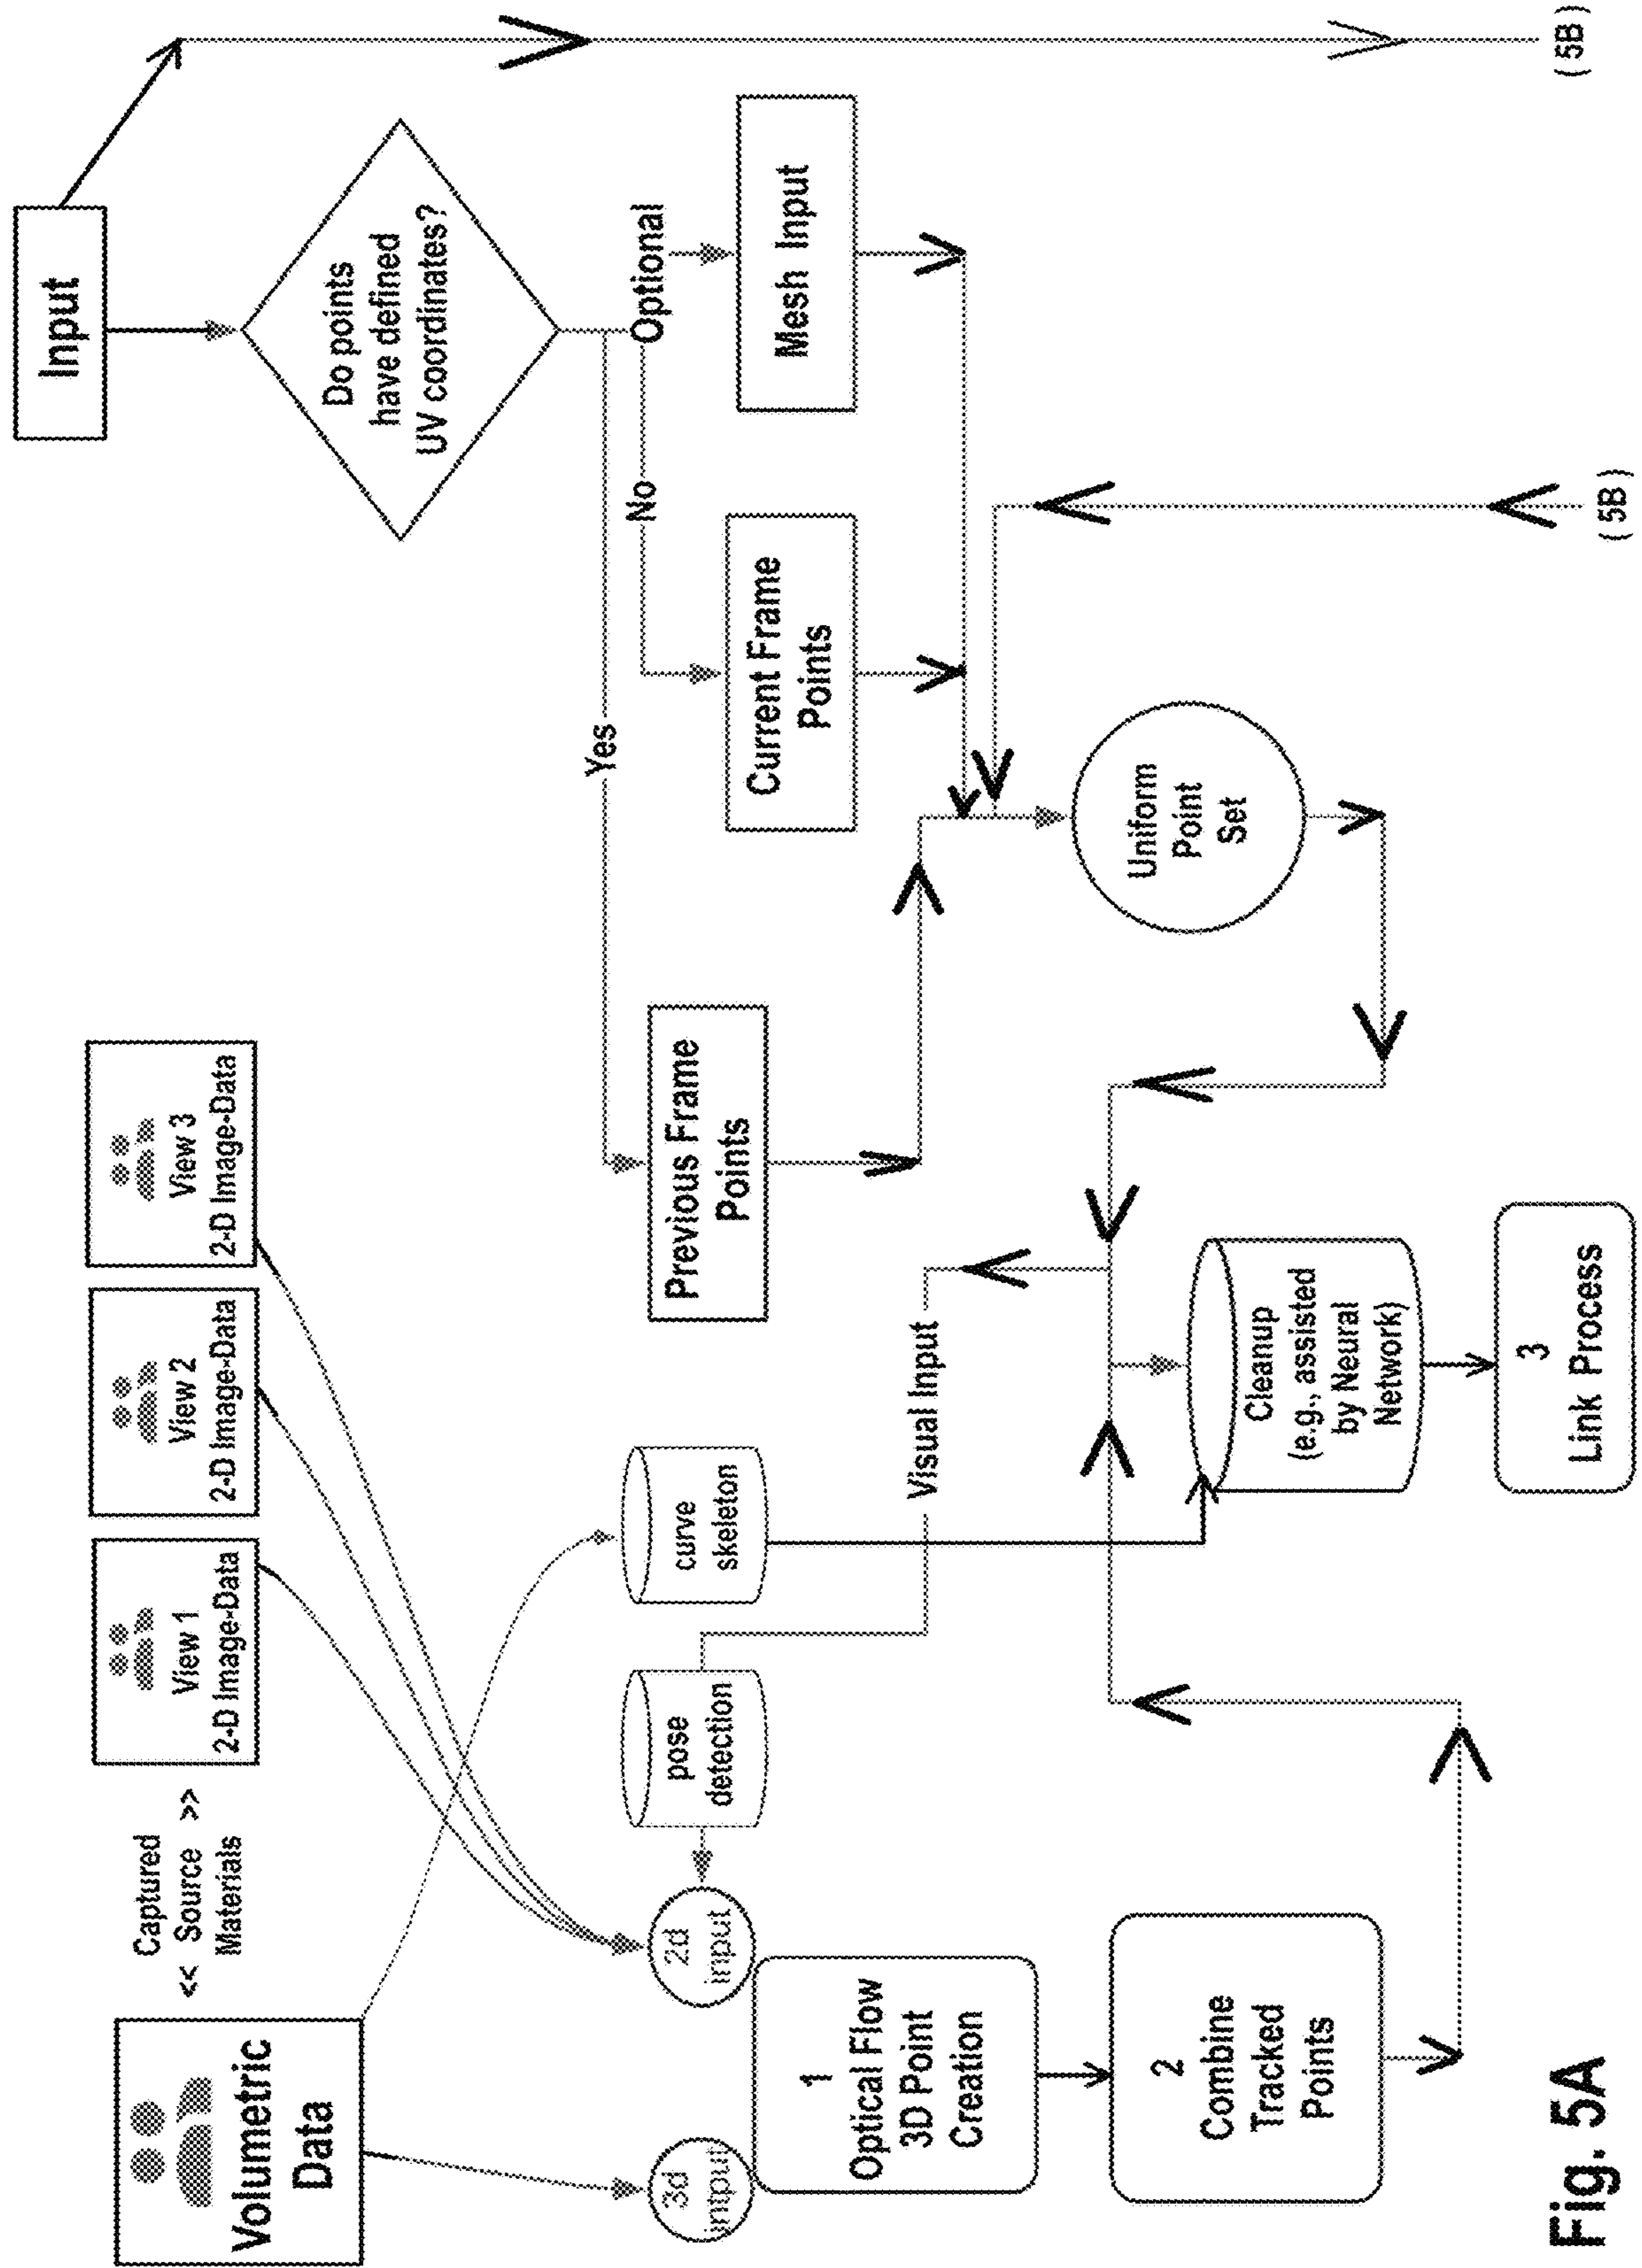 Volumetric
Data
Captured
<< Source >>
Materials
View 1
2-D Image-Data
View 2
2-D Image-Data
View 3
2-D Image-Data
Input
Do points
have defined
UV coordinates?
Yes
No
Optional
3d
intput
2d
input
pose
detection
curve
skeleton
Previous Frame
Points
Current Frame
Points
Mesh Input
1
Optical Flow
3D Point
Creation
Visual Input
Uniform
Point
Set
2
Combine
Tracked
Points
Cleanup
(e.g., assisted
by Neural
Network)
3
Link Process
( 5B )
( 5B )
Fig. 5A